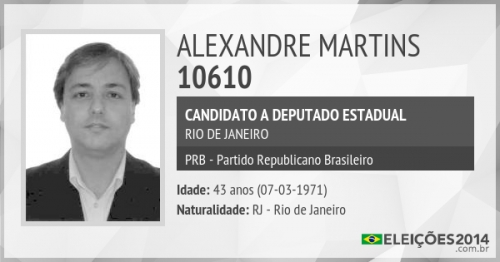 ALEXANDRE MARTINS
10610
CANDIDATO A DEPUTADO ESTADUAL
RIO DE JANEIRO
PRB - Partido Republicano Brasileiro
Idade: 43 anos (07-03-1971)
Naturalidade: RJ - Rio de Janeiro
ELEIÇÕES2014
.com.br